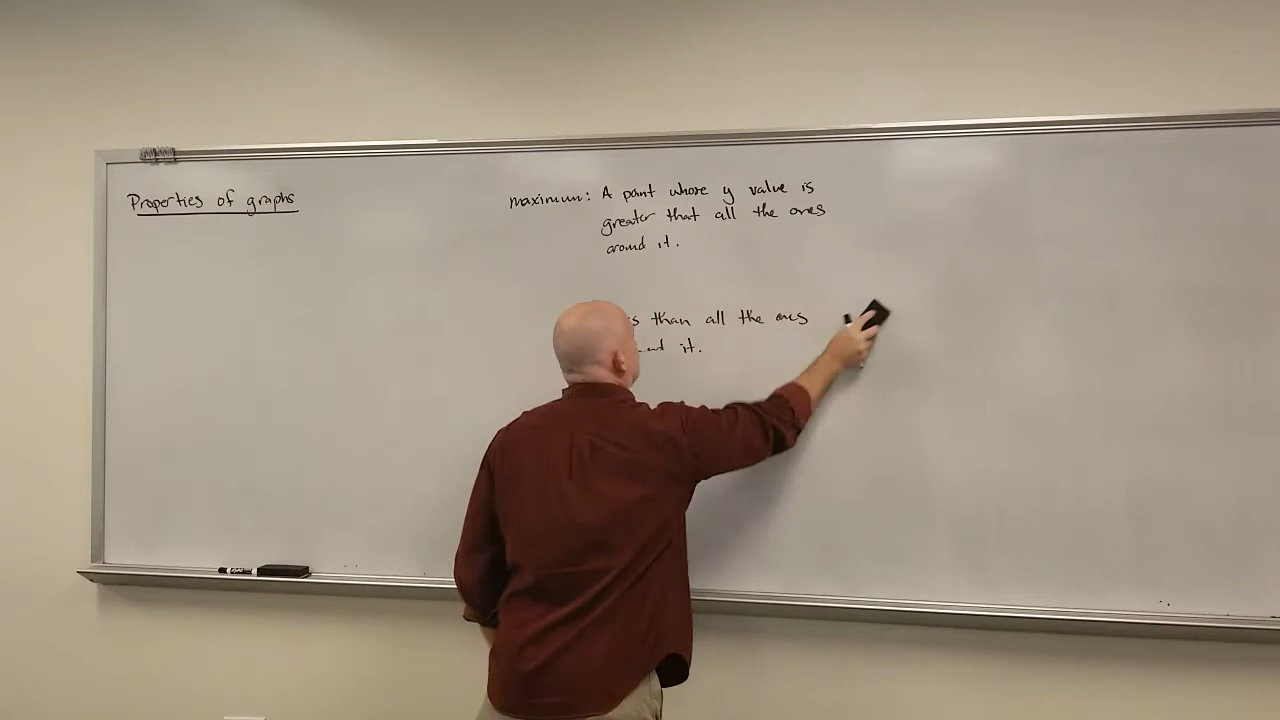 Properties of graphs
maximum: A point whose y value is
greater that all the ones
around it.
than all the ones
it.